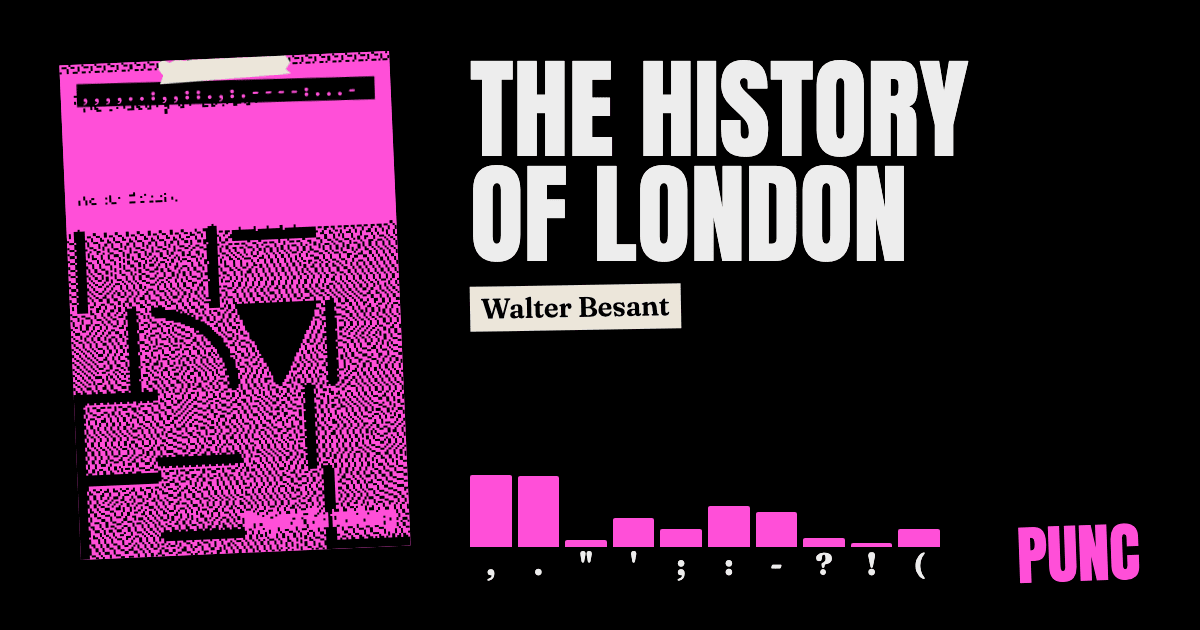 THE HISTORY
OF LONDON
Walter Besant
, . " ' ; : - ? ! (
PUNC